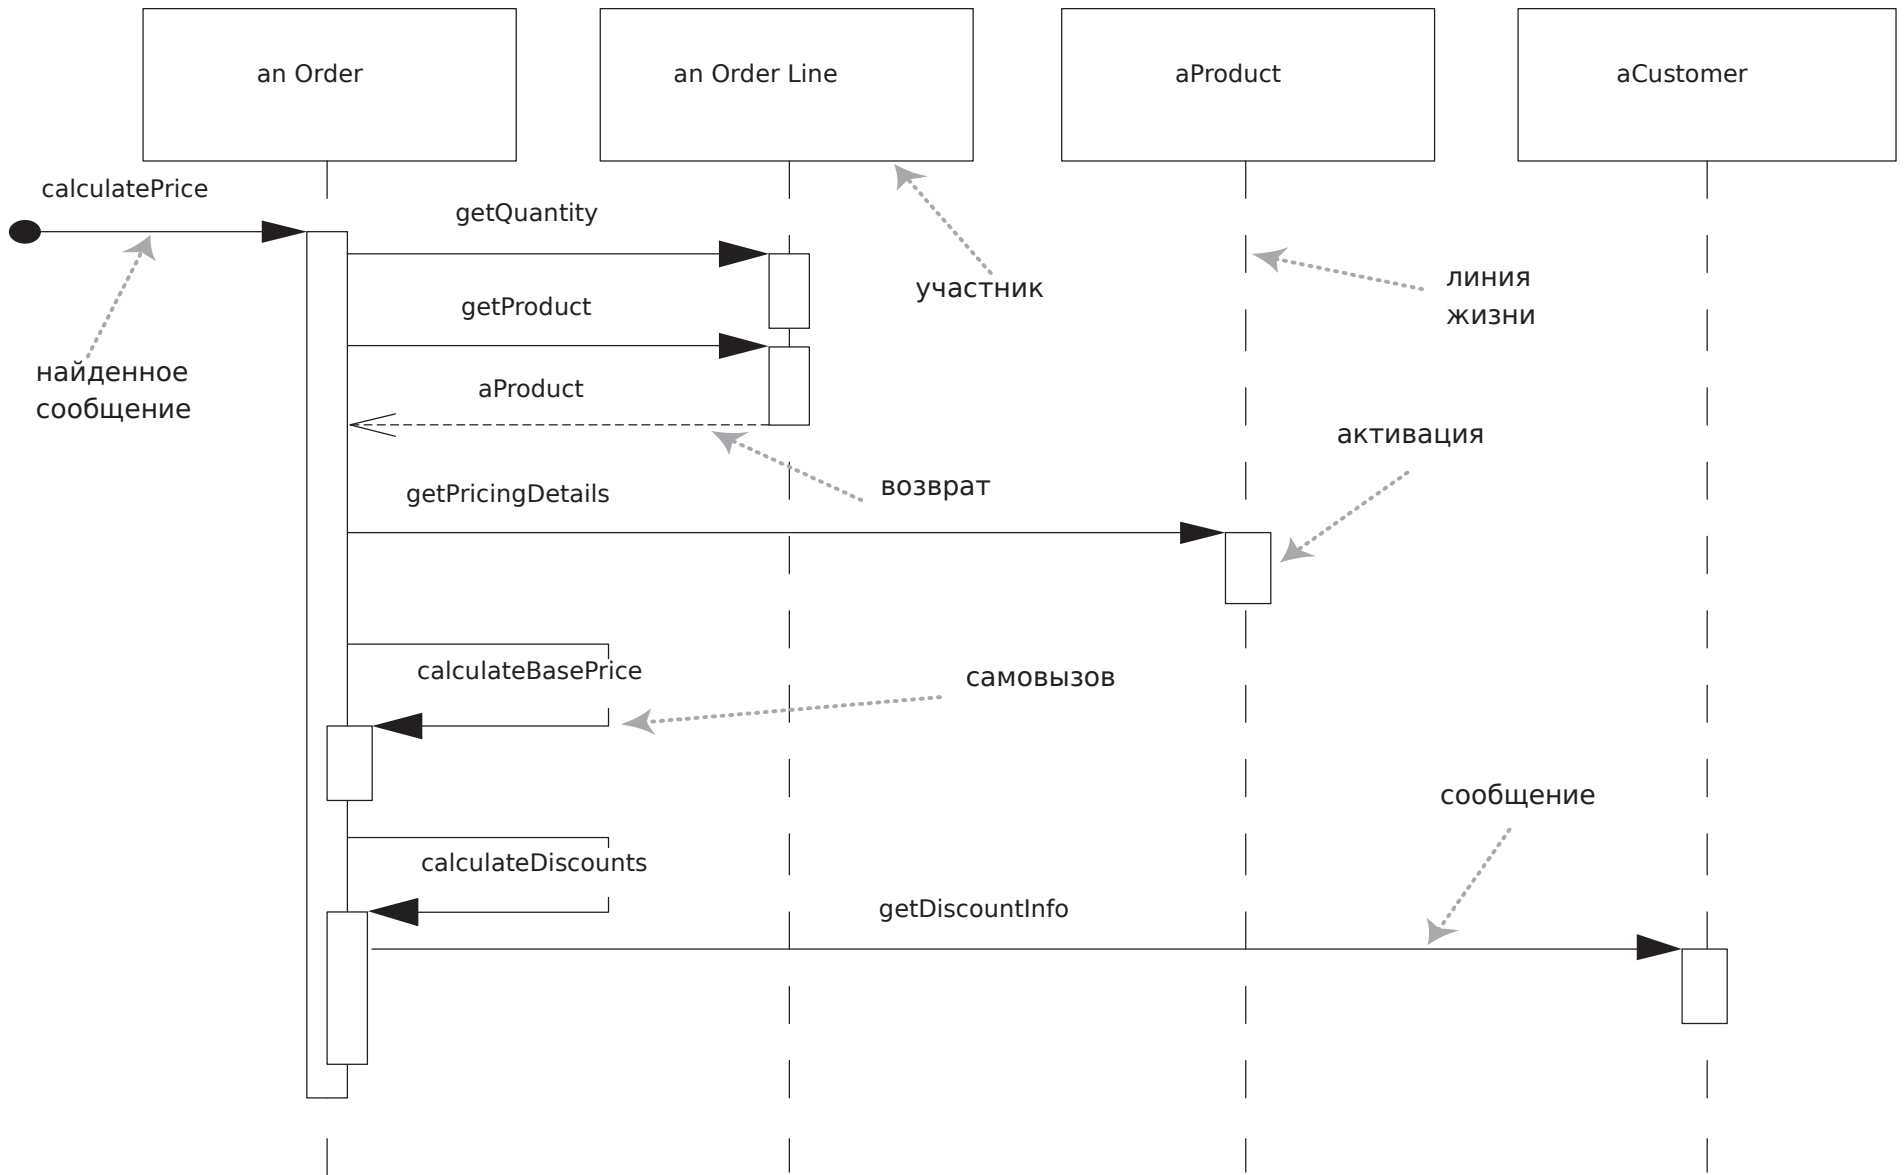 an Order
an Order Line
aProduct
aCustomer
calculatePrice
getQuantity
участник
линия
жизни
getProduct
найденное
сообщение
aProduct
активация
возврат
getPricingDetails
calculateBasePrice
самовызов
сообщение
calculateDiscounts
getDiscountInfo